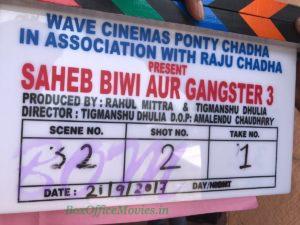 WAVE CINEMAS PONTY CHADHA
IN ASSOCIATION WITH RAJU CHADHA
PRESENT
SAHEB BIWI AUR GANGSTER 3
PRODUCED BY : RAHUL MITTRA & TIGMANSHU DHULIA
DIRECTOR : TIGMANSHU DHULIA D.O.P: AMALENDU CHAUDHARY
SCENE NO. SHOT NO. TAKE NO.
32 2 1
DATE : 21/9/2017 DAY/NIGHT
BoxOfficeMovies.in